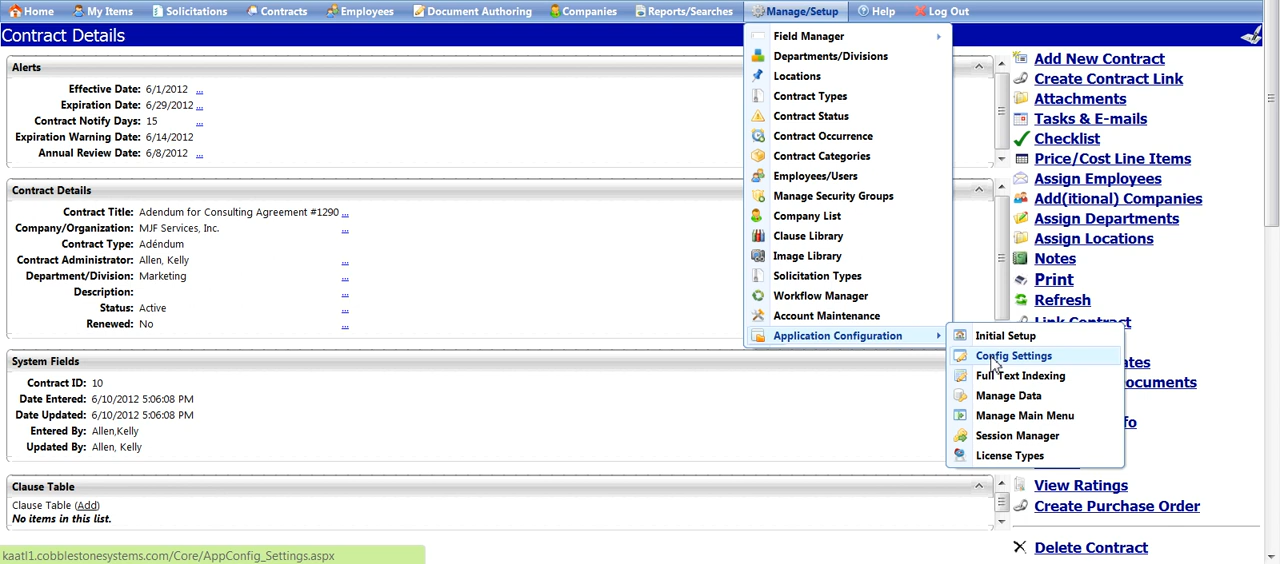 Home My Items Solicitations Contracts Employees Document Authoring Companies Reports/Searches Manage/Setup Help Log Out
Contract Details
Alerts
Effective Date: 6/1/2012 ...
Expiration Date: 6/29/2012 ...
Contract Notify Days: 15 ...
Expiration Warning Date: 6/14/2012
Annual Review Date: 6/8/2012 ...
Contract Details
Contract Title: Adendum for Consulting Agreement #1290 ...
Company/Organization: MJF Services, Inc. ...
Contract Type: Adéndum
Contract Administrator: Allen, Kelly ...
Department/Division: Marketing ...
Description: ...
Status: Active ...
Renewed: No ...
System Fields
Contract ID: 10
Date Entered: 6/10/2012 5:06:08 PM
Date Updated: 6/10/2012 5:06:08 PM
Entered By: Allen,Kelly
Updated By: Allen, Kelly
Clause Table
Clause Table (Add)
No items in this list.
Field Manager
Departments/Divisions
Locations
Contract Types
Contract Status
Contract Occurrence
Contract Categories
Employees/Users
Manage Security Groups
Company List
Clause Library
Image Library
Solicitation Types
Workflow Manager
Account Maintenance
Application Configuration
Initial Setup
Config Settings
Full Text Indexing
Manage Data
Manage Main Menu
Session Manager
License Types
Add New Contract
Create Contract Link
Attachments
Tasks & E-mails
Checklist
Price/Cost Line Items
Assign Employees
Add(itional) Companies
Assign Departments
Assign Locations
Notes
Print
Refresh
Link Contract
ates
ocuments
fo
View Ratings
Create Purchase Order
Delete Contract
kaatl1.cobblestonesystems.com/Core/AppConfig_Settings.aspx